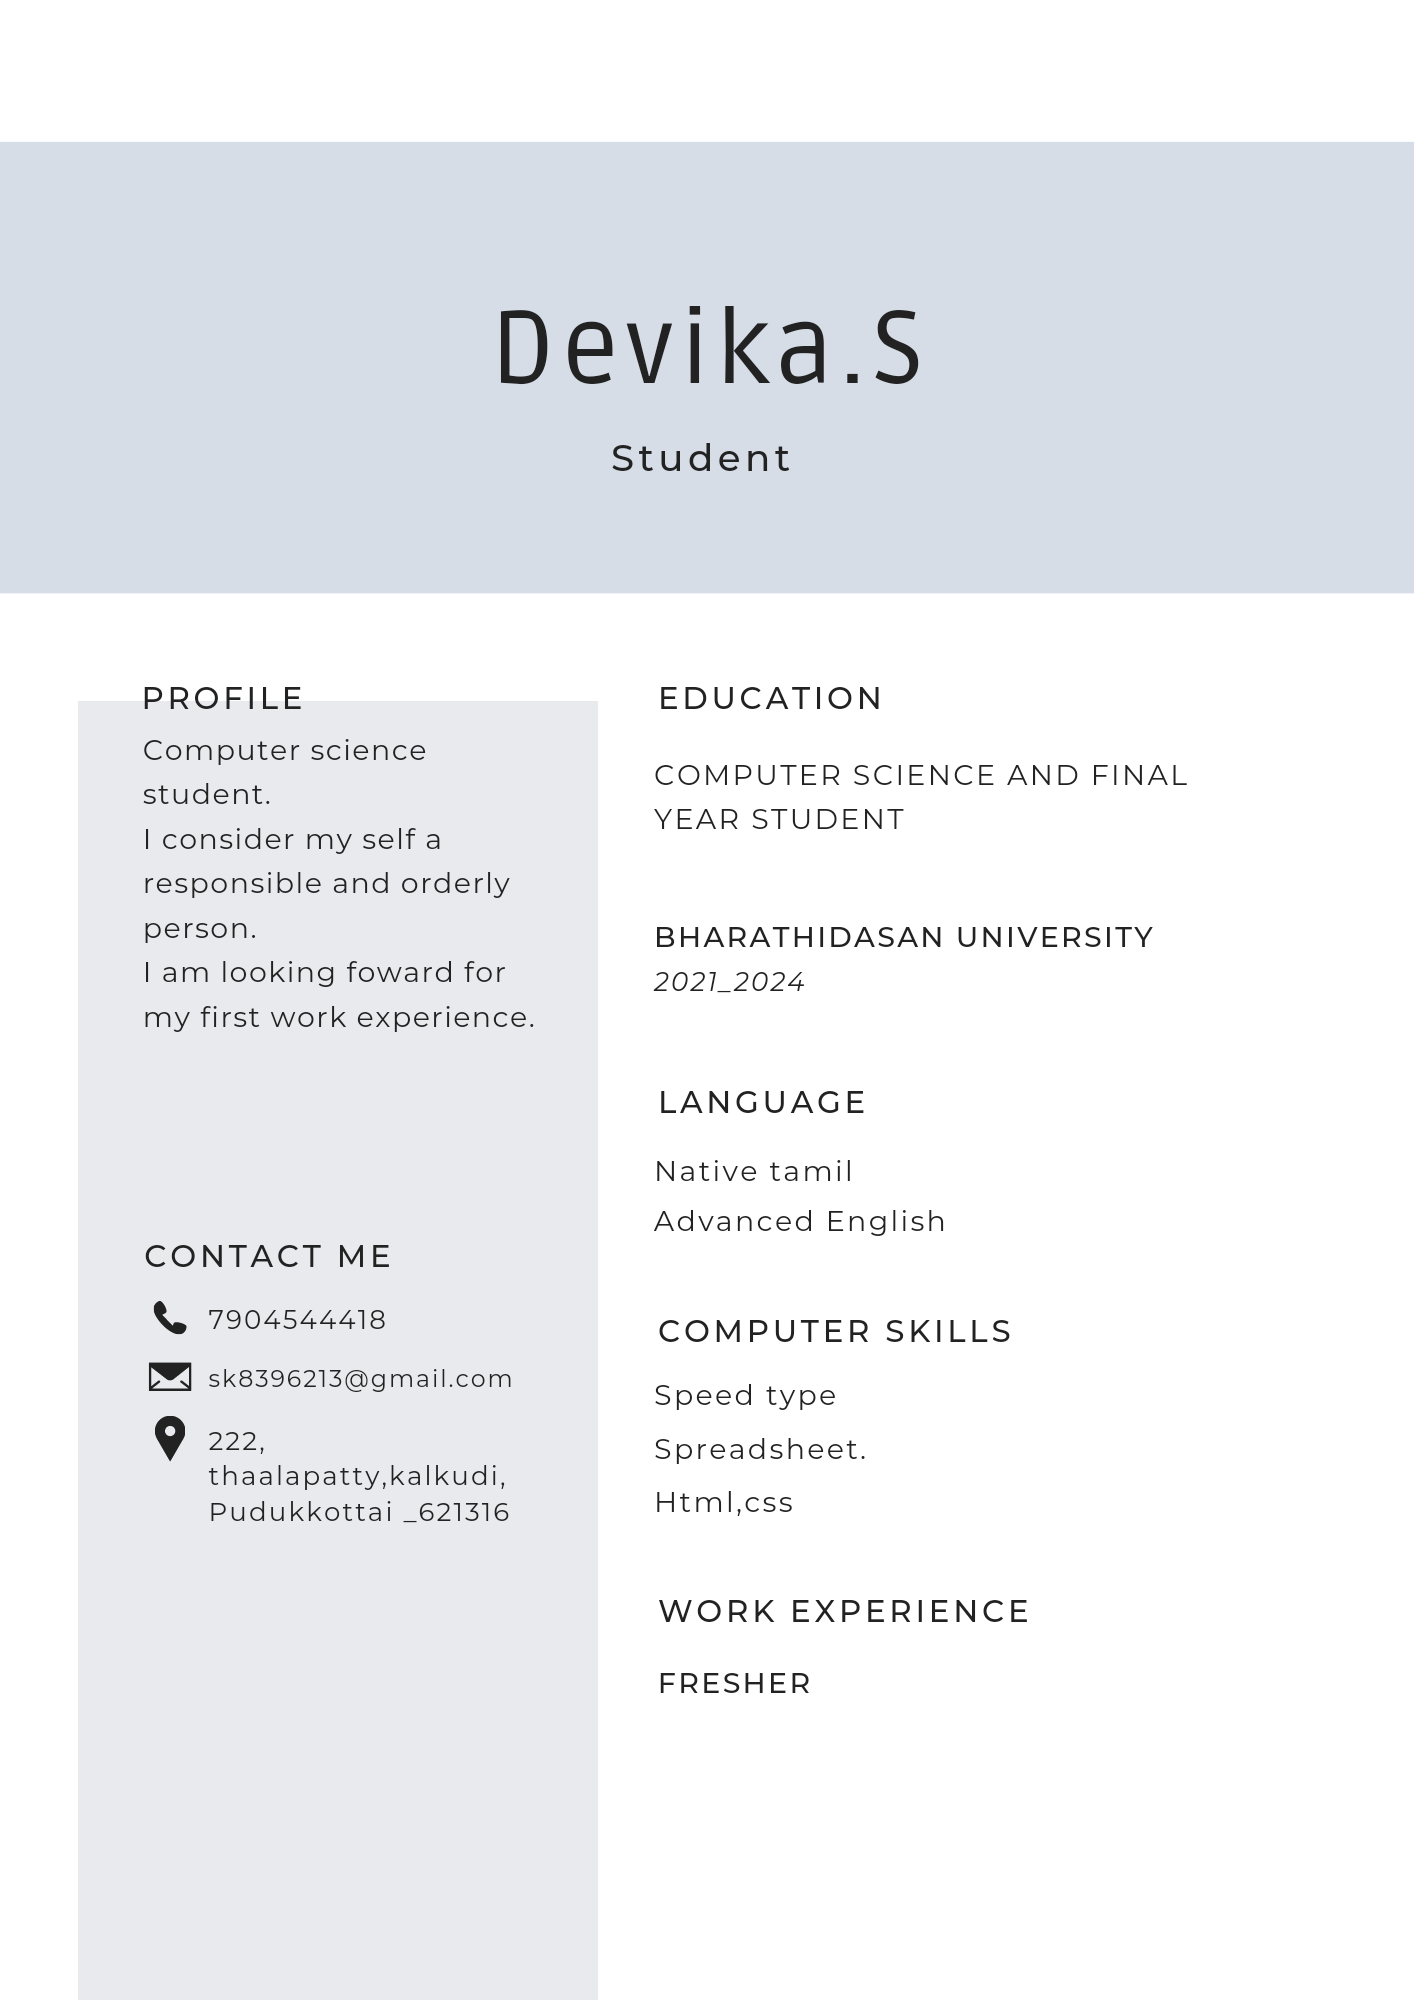 Devika.S
Student
PROFILE
Computer science
student.
I consider my self a
responsible and orderly
person.
I am looking foward for
my first work experience.
CONTACT ME
7904544418
sk8396213@gmail.com
222,
thaalapatty,kalkudi,
Pudukkottai _621316
EDUCATION
COMPUTER SCIENCE AND FINAL
YEAR STUDENT
BHARATHIDASAN UNIVERSITY
2021_2024
LANGUAGE
Native tamil
Advanced English
COMPUTER SKILLS
Speed type
Spreadsheet.
Html,css
WORK EXPERIENCE
FRESHER